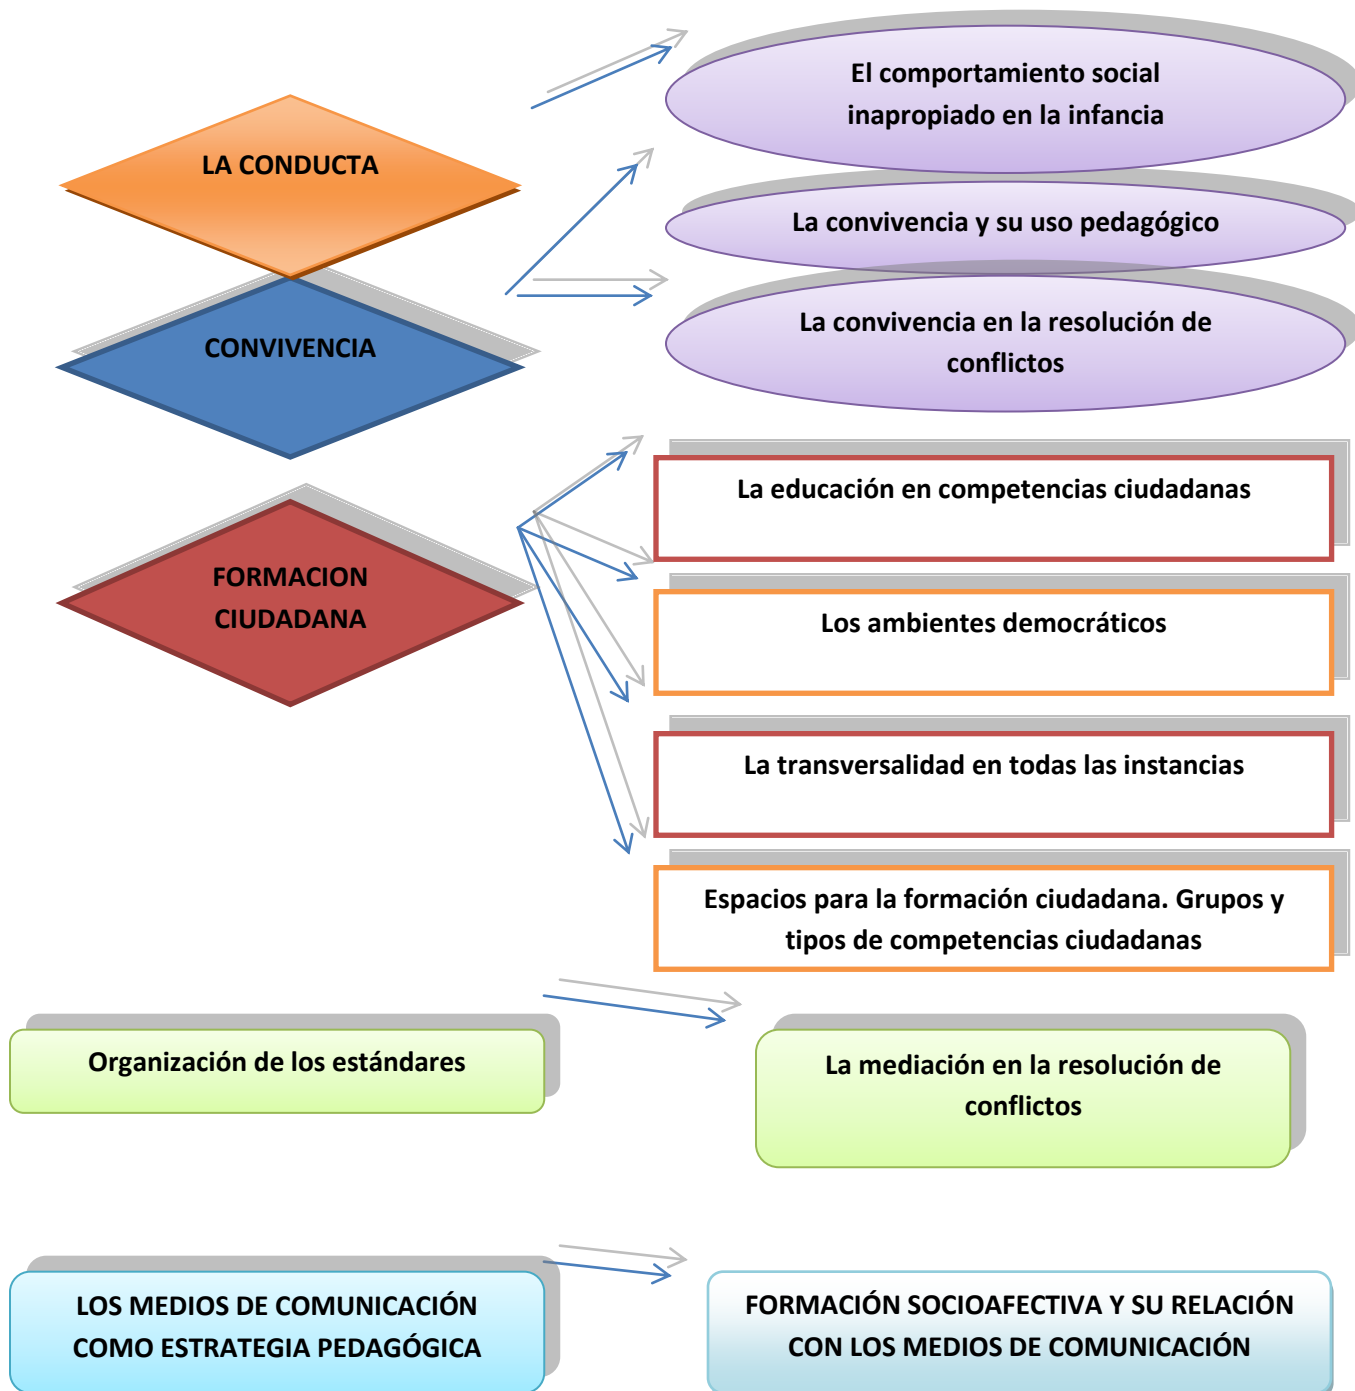 El comportamiento social
inapropiado en la infancia
LA CONDUCTA
La convivencia y su uso pedagógico
CONVIVENCIA
La convivencia en la resolución de
conflictos
La educación en competencias ciudadanas
FORMACION
CIUDADANA
Los ambientes democráticos
La transversalidad en todas las instancias
Espacios para la formación ciudadana. Grupos y
tipos de competencias ciudadanas
Organización de los estándares
La mediación en la resolución de
conflictos
LOS MEDIOS DE COMUNICACIÓN
COMO ESTRATEGIA PEDAGÓGICA
FORMACIÓN SOCIOAFECTIVA Y SU RELACIÓN
CON LOS MEDIOS DE COMUNICACIÓN